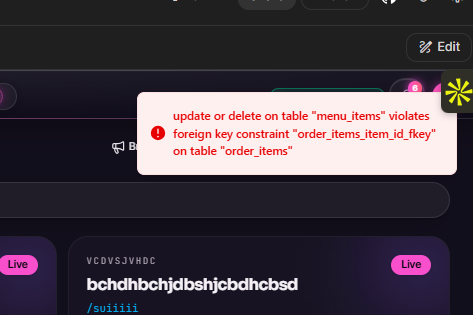 Edit
6
update or delete on table "menu_items" violates
foreign key constraint "order_items_item_id_fkey"
on table "order_items"
Live
VCDVSJVHDC
Live
bchdhbchjdbshjcbdhcbsd
/suiiiii